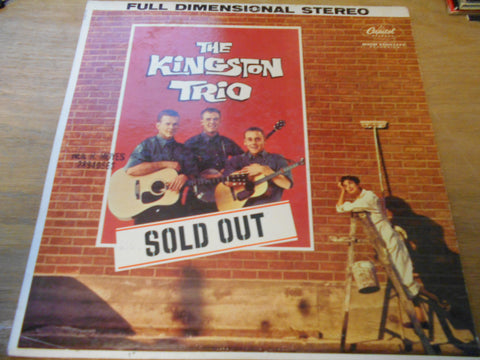 FULL DIMENSIONAL STEREO
Capitol
THE
KINGSTON
TRIO
SOLD OUT